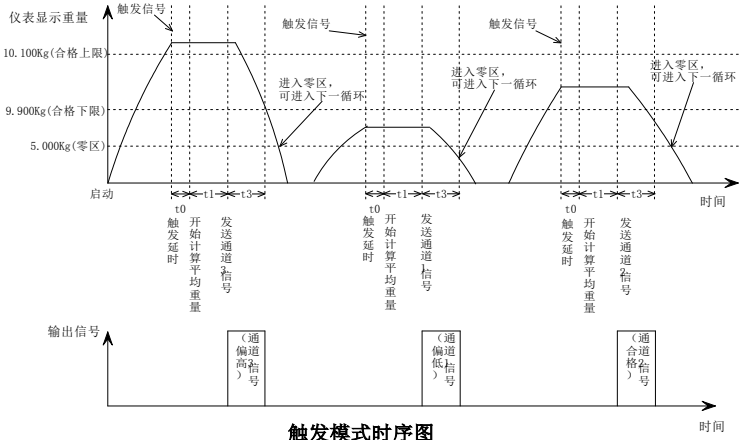 仪表显示重量
触发信号
触发信号
触发信号
10.100Kg(合格上限)
进入零区，
可进入下一循环
进入零区，
可进入下一循环
进入零区，
可进入下一循环
9.900Kg(合格下限)
5.000Kg(零区)
启动
t1
t3
t1
t3
t1
t3
时间
t0
触发延时
开始计算平均重量
发送通道3信号
t0
触发延时
开始计算平均重量
发送通道1信号
t0
触发延时
开始计算平均重量
发送通道2信号
输出信号
通道3信号
（偏高）
通道1信号
（偏低）
通道2信号
（合格）
时间
触发模式时序图